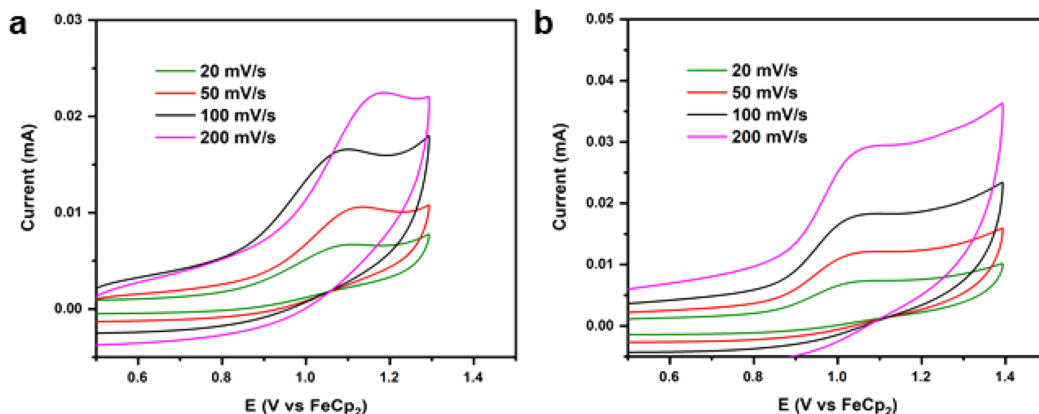 a
0.03
0.02
0.01
0.00
Current (mA)
20 mV/s
50 mV/s
100 mV/s
200 mV/s
0.6 0.8 1.0 1.2 1.4
E (V vs FeCp₂)
b
0.05
0.04
0.03
0.02
0.01
0.00
Current (mA)
20 mV/s
50 mV/s
100 mV/s
200 mV/s
0.6 0.8 1.0 1.2 1.4
E (V vs FeCp₂)